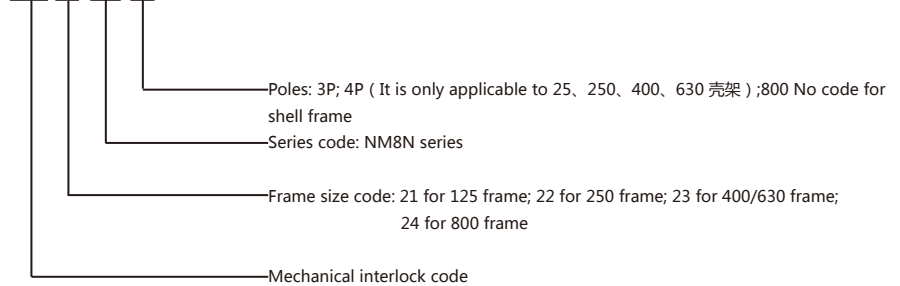 Poles: 3P; 4P ( It is only applicable to 25、250、400、630 壳架 ) ;800 No code for
shell frame
Series code: NM8N series
Frame size code: 21 for 125 frame; 22 for 250 frame; 23 for 400/630 frame;
24 for 800 frame
Mechanical interlock code